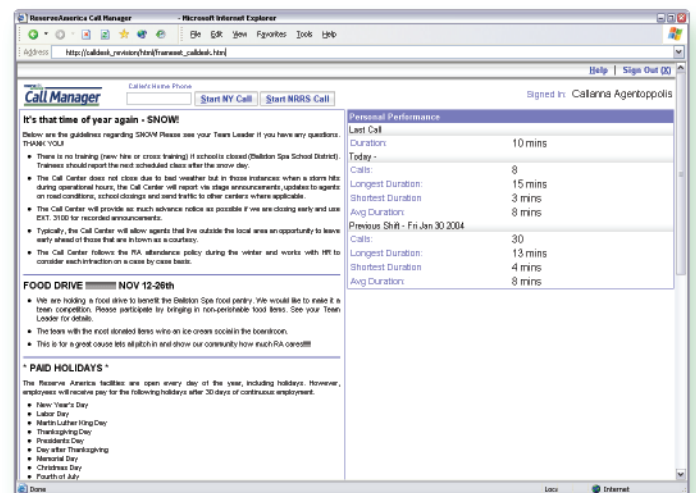 ReserveAmerica Call Manager - Microsoft Internet Explorer
File Edit View Favorites Tools Help
Address http://calldesk_revision/html/frameset_calldesk.htm
Help | Sign Out (X)
Call Manager
Caller's Home Phone
Start NY Call Start NRRS Call
Signed In: Callanna Agentoppolis
It's that time of year again - SNOW!
Below are the guidelines regarding SNOW! Please see your Team Leader if you have any questions.
THANK YOU!
• There is no training (new hire or cross training) if school is closed (Ballston Spa School District).
Trainees should report the next scheduled class after the snow day.
• The Call Center does not close due to bad weather but in those instances when a storm hits
during operational hours, the Call Center will report via stage announcements, updates to agents
on road conditions, school closings and send traffic to other centers where applicable.
• The Call Center will provide as much advance notice as possible if we are closing early and use
EXT. 3100 for recorded announcements.
• Typically, the Call Center will allow agents that live outside the local area an opportunity to leave
early ahead of those that are in town as a courtesy.
• The Call Center follows the RA attendance policy during the winter and works with HR to
consider each infraction on a case by case basis.
FOOD DRIVE NOV 12-26th
• We are holding a food drive to benefit the Ballston Spa food pantry. We would like to make it a
team competition. Please participate by bringing in non-perishable food items. See your Team
Leader for details.
• The team with the most donated items wins an ice cream social in the boardroom.
• This is for a great cause lets all pitch in and show our community how much RA cares!!!!
* PAID HOLIDAYS *
The Reserve America facilities are open every day of the year, including holidays. However,
employees will receive pay for the following holidays after 30 days of continuous employment.
• New Year's Day
• Labor Day
• Martin Luther King Day
• Thanksgiving Day
• Presidents Day
• Day after Thanksgiving
• Memorial Day
• Christmas Day
• Fourth of July
Personal Performance
Last Call
Duration: 10 mins
Today -
Calls: 8
Longest Duration: 15 mins
Shortest Duration 3 mins
Avg Duration: 8 mins
Previous Shift - Fri Jan 30 2004
Calls: 30
Longest Duration: 13 mins
Shortest Duration 4 mins
Avg Duration: 8 mins
Done
Internet